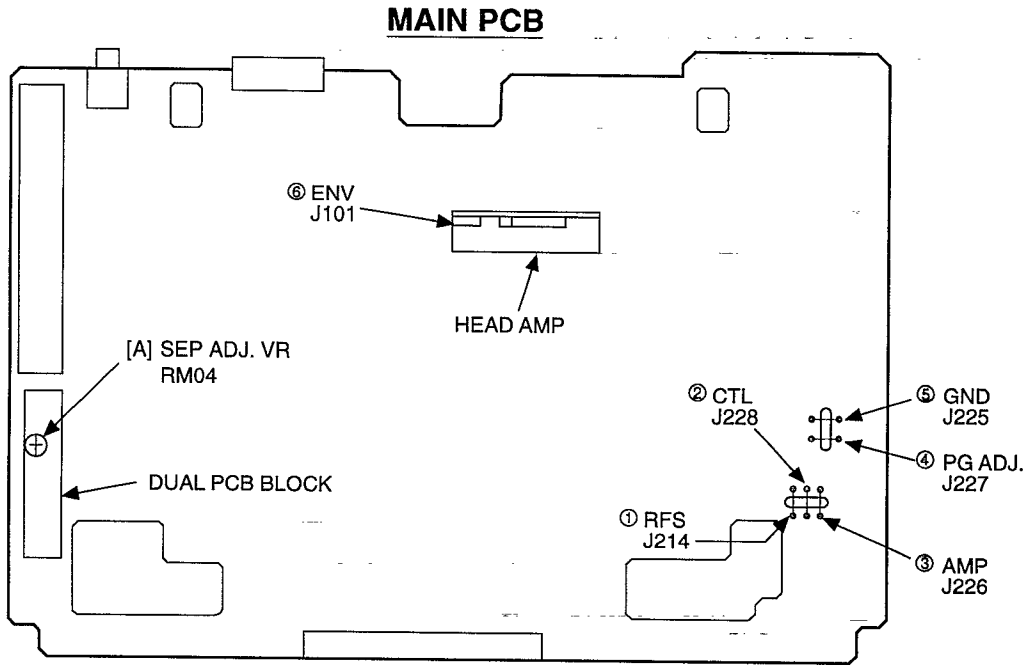 MAIN PCB
⑥ ENV
J101
HEAD AMP
[A] SEP ADJ. VR
RM04
② CTL
J228
⑤ GND
J225
④ PG ADJ.
J227
DUAL PCB BLOCK
① RFS
J214
③ AMP
J226